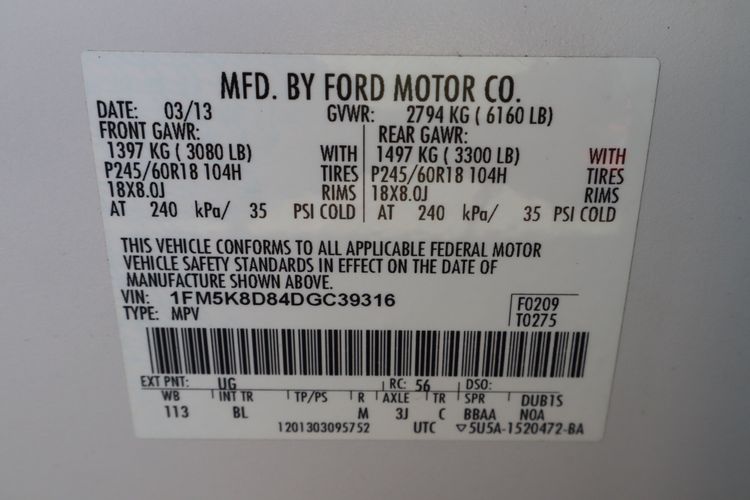 MFD. BY FORD MOTOR CO.
DATE: 03/13 GVWR: 2794 KG ( 6160 LB)
FRONT GAWR: REAR GAWR:
1397 KG ( 3080 LB) WITH 1497 KG ( 3300 LB) WITH
P245/60R18 104H TIRES P245/60R18 104H TIRES
18X8.0J RIMS 18X8.0J RIMS
AT 240 kPa/ 35 PSI COLD AT 240 kPa/ 35 PSI COLD
THIS VEHICLE CONFORMS TO ALL APPLICABLE FEDERAL MOTOR
VEHICLE SAFETY STANDARDS IN EFFECT ON THE DATE OF
MANUFACTURE SHOWN ABOVE.
VIN: 1FM5K8D84DGC39316 F0209
TYPE: MPV T0275
EXT PNT: UG RC: 56 DSO:
WB INT TR TP/PS R AXLE TR SPR DUB1S
113 BL M 3J C BBAA NOA
1201303095752 UTC ▽5U5A-1520472-BA